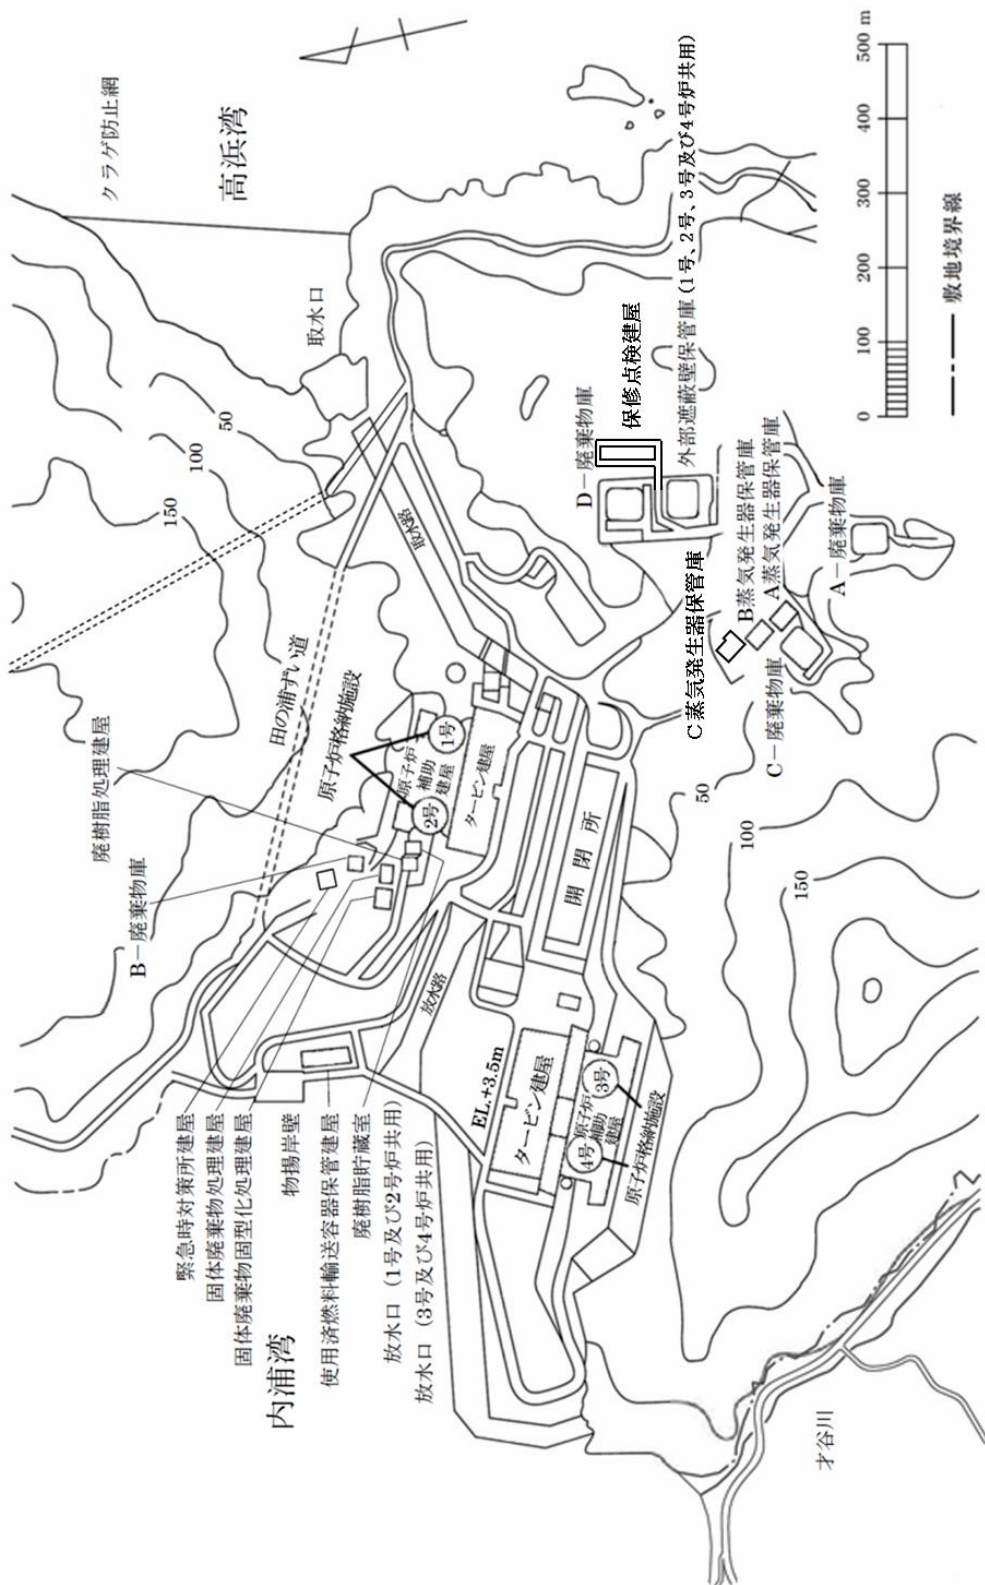 クラゲ防止網
高浜湾
取水口
50
100
150
田の浦ずい道
取水路
廃樹脂処理建屋
B－廃棄物庫
原子炉格納施設
1号
2号
原子炉
補助
建屋
タービン建屋
開閉所
放水路
EL.+3.5m
タービン建屋
3号
4号
原子炉
補助
建屋
原子炉格納施設
緊急時対策所建屋
固体廃棄物処理建屋
固体廃棄物固型化処理建屋
物揚岸壁
使用済燃料輸送容器保管建屋
廃樹脂貯蔵室
放水口（1号及び2号炉共用）
放水口（3号及び4号炉共用）
内浦湾
D－廃棄物庫
保修点検建屋
外部遮蔽壁保管庫(1号、2号、3号及び4号炉共用)
C蒸気発生器保管庫
B蒸気発生器保管庫
A蒸気発生器保管庫
A－廃棄物庫
C－廃棄物庫
50
100
150
才谷川
0 100 200 300 400 500 m
敷地境界線